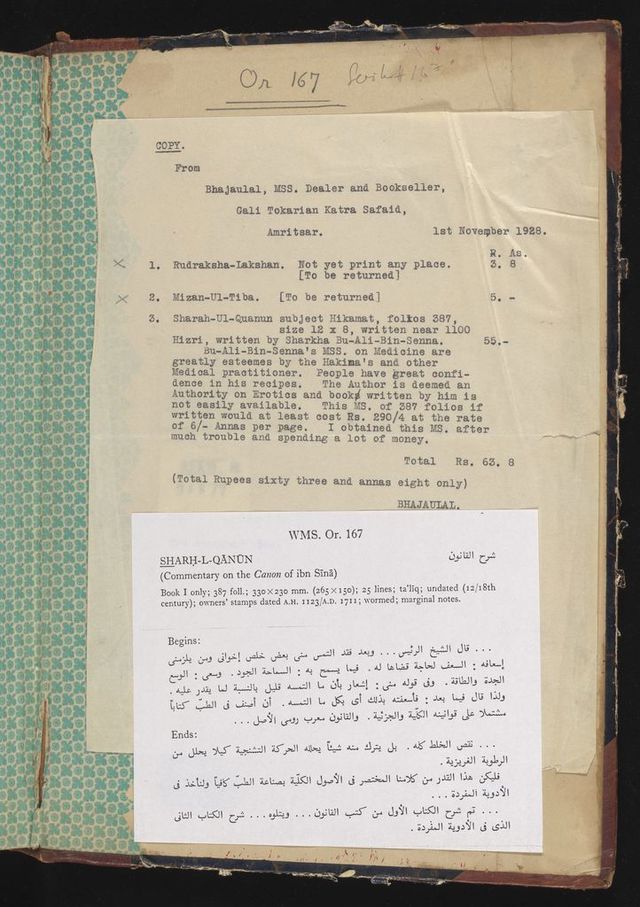 Or 167
COPY.
From
Bhajaulal, MSS. Dealer and Bookseller,
Gali Tokarian Katra Safaid,
Amritsar. 1st November 1928.
R. As.
× 1. Rudraksha-Lakshan. Not yet print any place. 3. 8
[To be returned]
× 2. Mizan-Ul-Tiba. [To be returned] 5. -
3. Sharah-Ul-Quanun subject Hikamat, folios 387,
size 12 x 8, written near 1100
Hizri, written by Sharkha Bu-Ali-Bin-Senna. 55.-
Bu-Ali-Bin-Senna's MSS. on Medicine are
greatly esteemes by the Hakima's and other
Medical practitioner. People have great confi-
dence in his recipes. The Author is deemed an
Authority on Erotics and books written by him is
not easily available. This MS. of 387 folios if
written would at least cost Rs. 290/4 at the rate
of 6/- Annas per page. I obtained this MS. after
much trouble and spending a lot of money.
Total Rs. 63. 8
(Total Rupees sixty three and annas eight only)
BHAJAULAL.
WMS. Or. 167
SHARḤ-L-QĀNŪN شرح القانون
(Commentary on the Canon of ibn Sīnā)
Book I only; 387 foll.; 330×230 mm. (265×150); 25 lines; ta'līq; undated (12/18th
century); owners' stamps dated A.H. 1123/A.D. 1711; wormed; marginal notes.
Begins:
... قال الشيخ الرئيس ... وبعد فقد التمس منى بعض خلص إخوانى ومن يلزمنى
إسعافه : السعف لحاجة قضاها له . فيما يسمح به : السماحة الجود . وسعى : الوسع
الجدة والطاقة . وفى قوله منى : إشعار بأن ما التمسه قليل بالنسبة لما يقدر عليه .
ولذا قال فيما بعد : فأسعفته بذلك أى بكل ما التمسه . أن أصنف فى الطبّ كتاباً
مشتملا على قوانينه الكلّية والجزئية . والقانون معرب رومى الأصل ...
Ends:
... نقص الخلط كله . بل يترك منه شيئاً يحلله الحركة التشنجية كيلا يحلل من
الرطوبة الغريزية .
فليكن هذا القدر من كلامنا المختصر فى الأصول الكلّية بصناعة الطبّ كافياً ولنأخذ فى
الأدوية المفردة ...
... تم شرح الكتاب الأول من كتب القانون ... ويتلوه ... شرح الكتاب الثانى
الذى فى الأدوية المفردة .